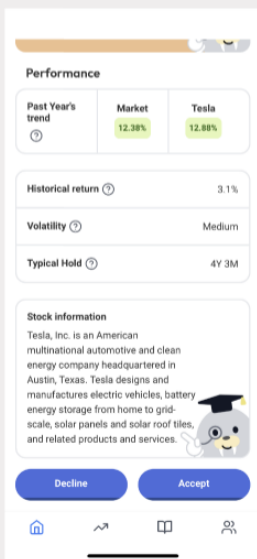 Performance
Past Year's
trend
Market
12.38%
Tesla
12.88%
Historical return
3.1%
Volatility
Medium
Typical Hold
4Y 3M
Stock information
Tesla, Inc. is an American
multinational automotive and clean
energy company headquartered in
Austin, Texas. Tesla designs and
manufactures electric vehicles, battery
energy storage from home to grid-
scale, solar panels and solar roof tiles,
and related products and services.
Decline
Accept